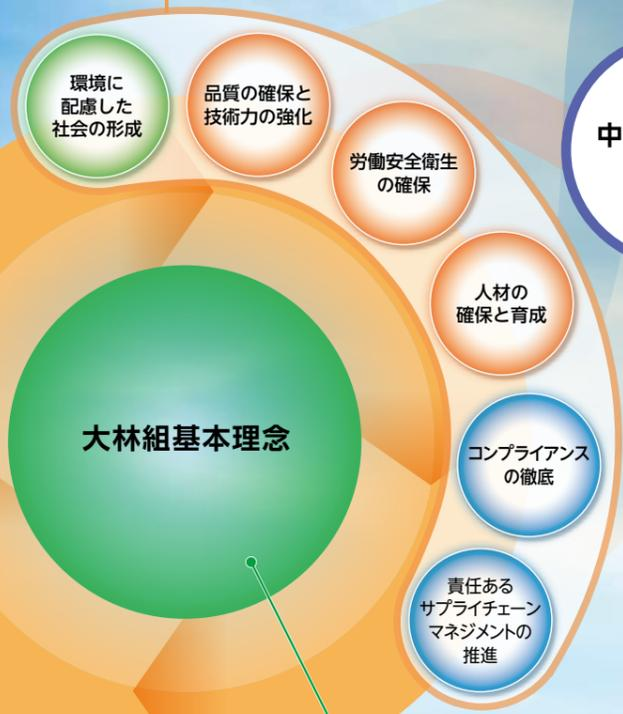 環境に
配慮した
社会の形成
品質の確保と
技術力の強化
労働安全衛生
の確保
中
人材の
確保と育成
大林組基本理念
コンプライアンス
の徹底
責任ある
サプライチェーン
マネジメントの
推進